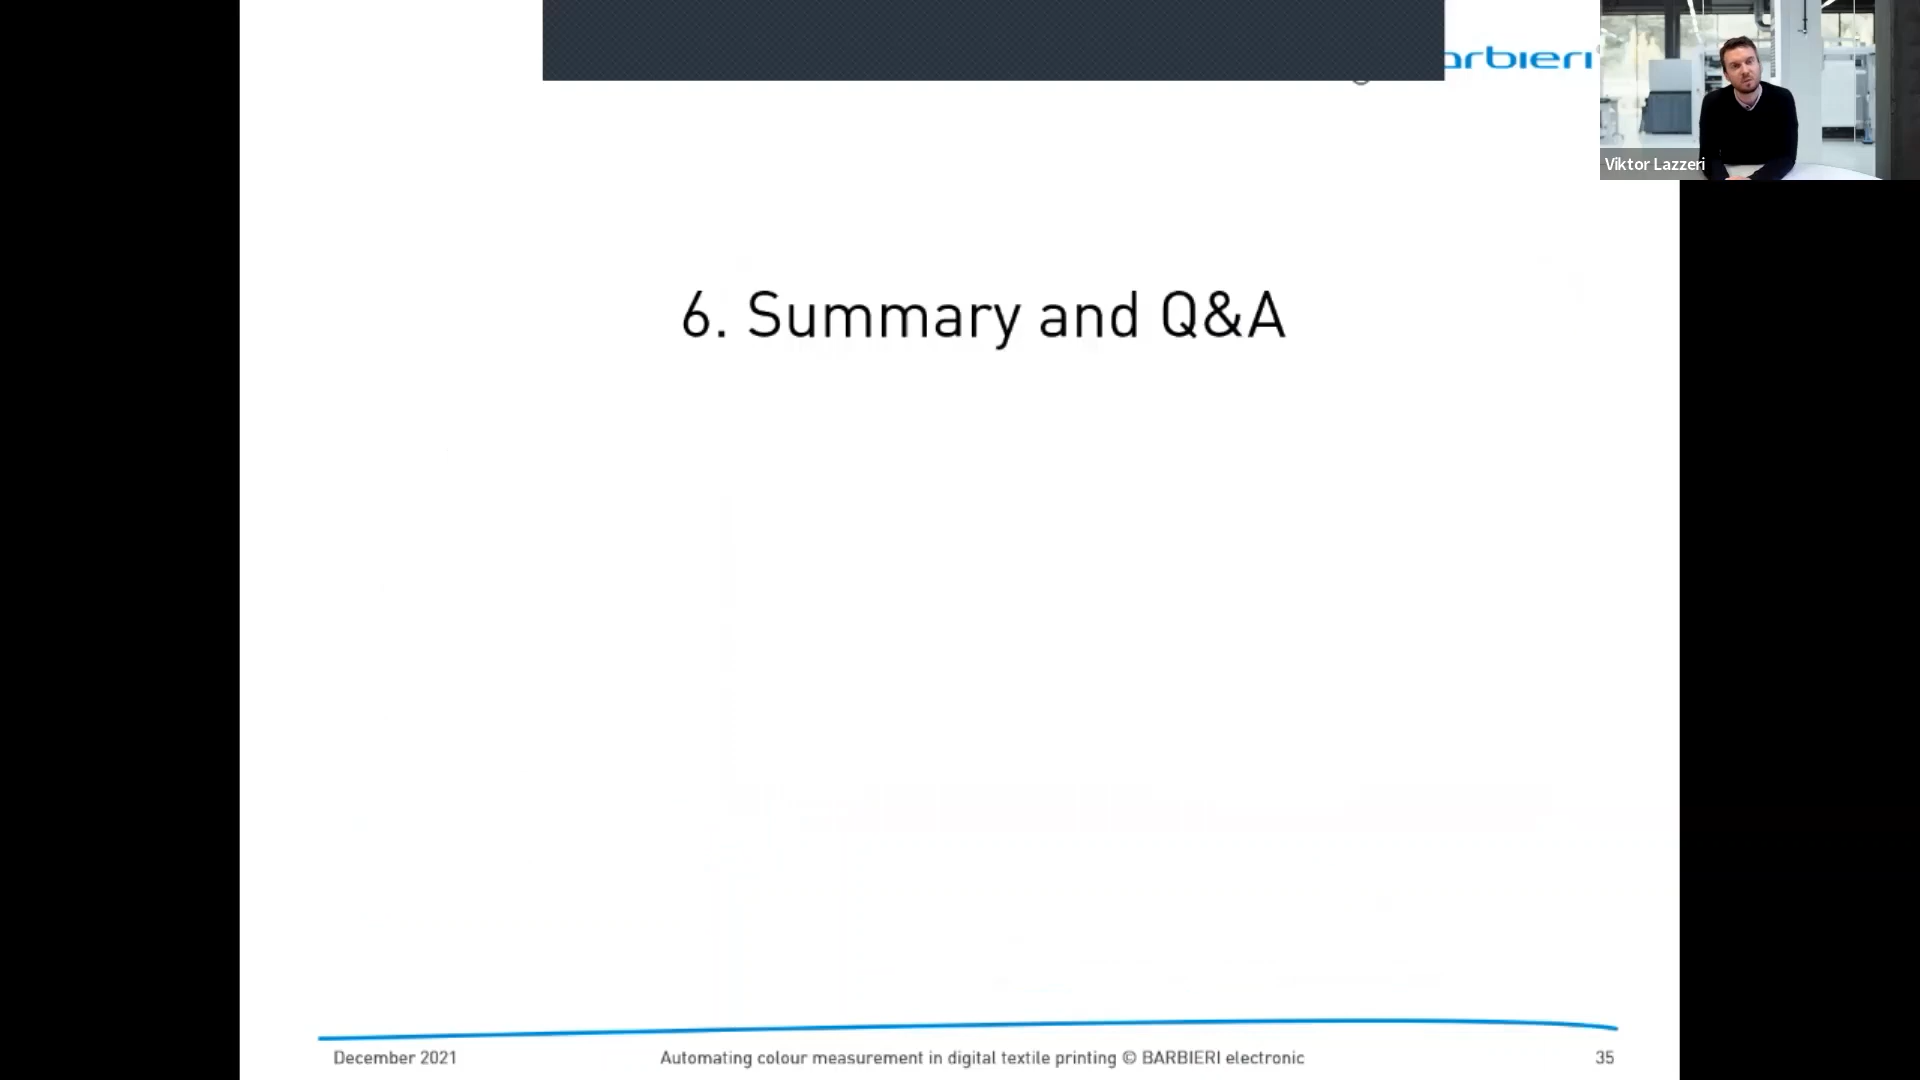 arbieri
Viktor Lazzeri
6. Summary and Q&A
December 2021
Automating colour measurement in digital textile printing © BARBIERI electronic
35